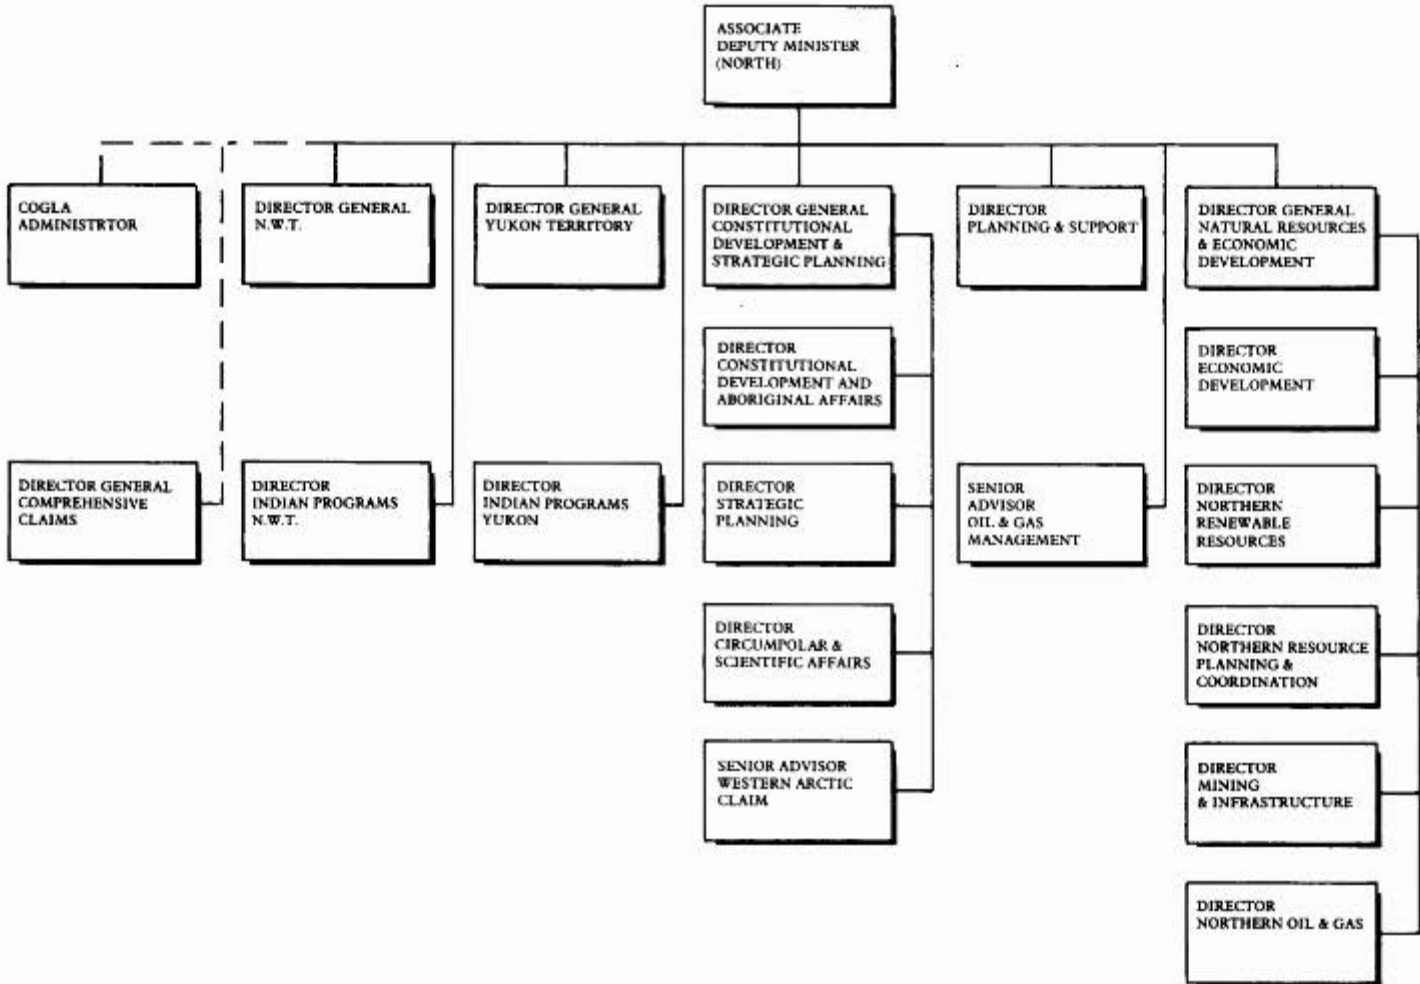 ASSOCIATE
DEPUTY MINISTER
(NORTH)
COGLA
ADMINISTRTOR
DIRECTOR GENERAL
N.W.T.
DIRECTOR GENERAL
YUKON TERRITORY
DIRECTOR GENERAL
CONSTITUTIONAL
DEVELOPMENT &
STRATEGIC PLANNING
DIRECTOR
PLANNING & SUPPORT
DIRECTOR GENERAL
NATURAL RESOURCES
& ECONOMIC
DEVELOPMENT
DIRECTOR
CONSTITUTIONAL
DEVELOPMENT AND
ABORIGINAL AFFAIRS
DIRECTOR
ECONOMIC
DEVELOPMENT
DIRECTOR GENERAL
COMPREHENSIVE
CLAIMS
DIRECTOR
INDIAN PROGRAMS
N.W.T.
DIRECTOR
INDIAN PROGRAMS
YUKON
DIRECTOR
STRATEGIC
PLANNING
SENIOR
ADVISOR
OIL & GAS
MANAGEMENT
DIRECTOR
NORTHERN
RENEWABLE
RESOURCES
DIRECTOR
CIRCUMPOLAR &
SCIENTIFIC AFFAIRS
DIRECTOR
NORTHERN RESOURCE
PLANNING &
COORDINATION
SENIOR ADVISOR
WESTERN ARCTIC
CLAIM
DIRECTOR
MINING
& INFRASTRUCTURE
DIRECTOR
NORTHERN OIL & GAS